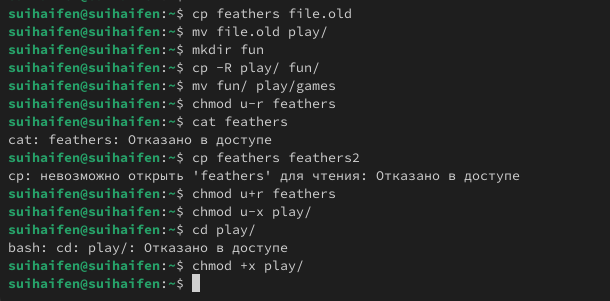 suihaifen@suihaifen:~$ cp feathers file.old
suihaifen@suihaifen:~$ mv file.old play/
suihaifen@suihaifen:~$ mkdir fun
suihaifen@suihaifen:~$ cp -R play/ fun/
suihaifen@suihaifen:~$ mv fun/ play/games
suihaifen@suihaifen:~$ chmod u-r feathers
suihaifen@suihaifen:~$ cat feathers
cat: feathers: Отказано в доступе
suihaifen@suihaifen:~$ cp feathers feathers2
cp: невозможно открыть 'feathers' для чтения: Отказано в доступе
suihaifen@suihaifen:~$ chmod u+r feathers
suihaifen@suihaifen:~$ chmod u-x play/
suihaifen@suihaifen:~$ cd play/
bash: cd: play/: Отказано в доступе
suihaifen@suihaifen:~$ chmod +x play/
suihaifen@suihaifen:~$